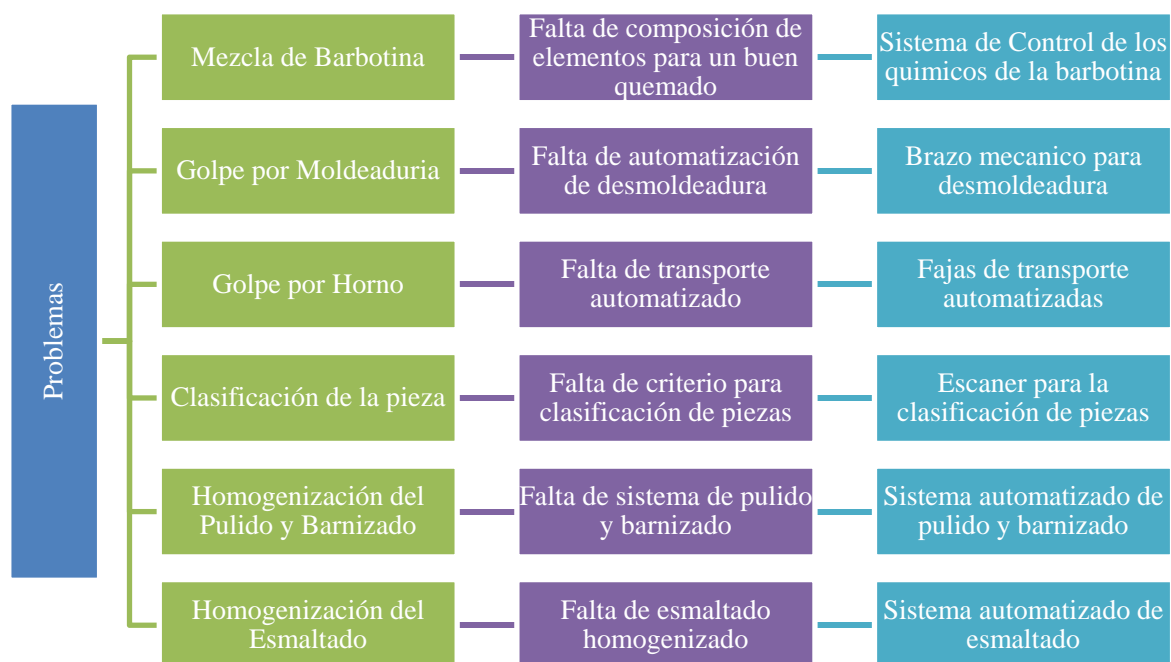 Problemas
Mezcla de Barbotina
Falta de composición de
elementos para un buen
quemado
Sistema de Control de los
quimicos de la barbotina
Golpe por Moldeaduria
Falta de automatización
de desmoldeadura
Brazo mecanico para
desmoldeadura
Golpe por Horno
Falta de transporte
automatizado
Fajas de transporte
automatizadas
Clasificación de la pieza
Falta de criterio para
clasificación de piezas
Escaner para la
clasificación de piezas
Homogenización del
Pulido y Barnizado
Falta de sistema de pulido
y barnizado
Sistema automatizado de
pulido y barnizado
Homogenización del
Esmaltado
Falta de esmaltado
homogenizado
Sistema automatizado de
esmaltado